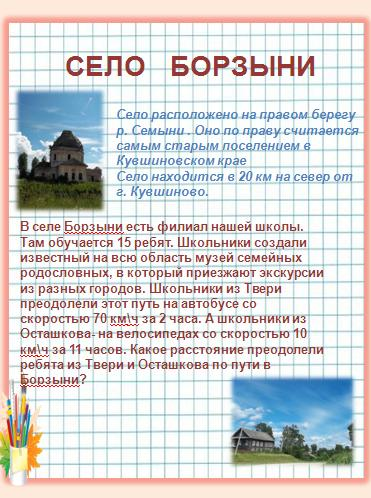 СЕЛО БОРЗЫНИ
Село расположено на правом берегу
р. Семыни . Оно по праву считается
самым старым поселением в
Кувшиновском крае
Село находится в 20 км на север от
г. Кувшиново.
В селе Борзыни есть филиал нашей школы.
Там обучается 15 ребят. Школьники создали
известный на всю область музей семейных
родословных, в который приезжают экскурсии
из разных городов. Школьники из Твери
преодолели этот путь на автобусе со
скоростью 70 км\ч за 2 часа. А школьники из
Осташкова- на велосипедах со скоростью 10
км\ч за 11 часов. Какое расстояние преодолели
ребята из Твери и Осташкова по пути в
Борзыни?